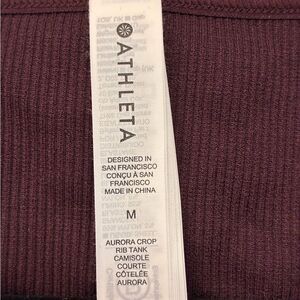 ATHLETA
DESIGNED IN
SAN FRANCISCO
CONÇU À SAN
FRANCISCO
MADE IN CHINA
M
AURORA CROP
RIB TANK
CAMISOLE
COURTE
CÔTELÉE
AURORA